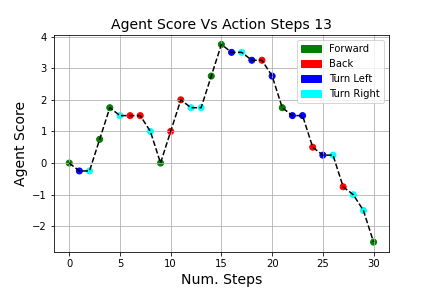 Agent Score Vs Action Steps 13
Agent Score
4
3
2
1
0
−1
−2
Forward
Back
Turn Left
Turn Right
0 5 10 15 20 25 30
Num. Steps